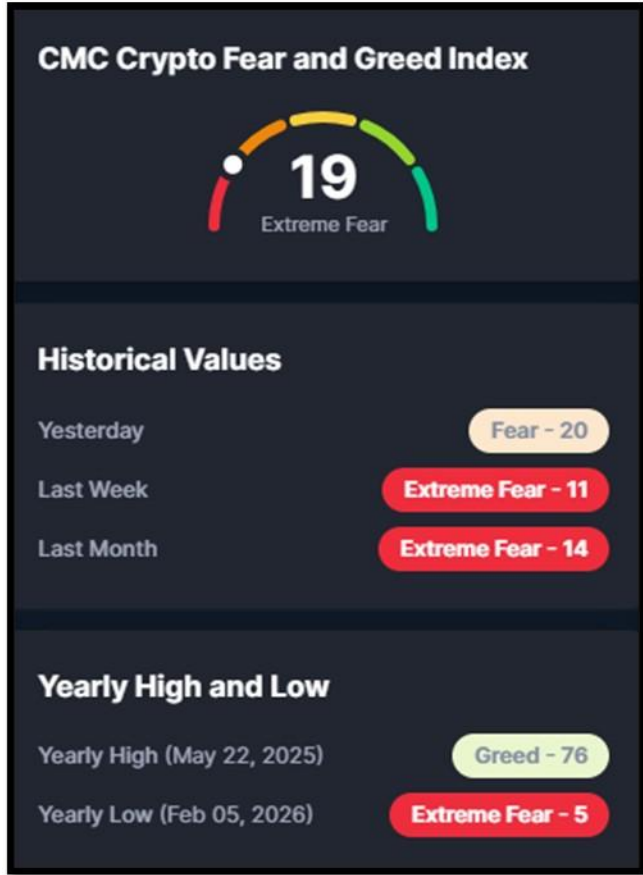 CMC Crypto Fear and Greed Index
19
Extreme Fear
Historical Values
Yesterday Fear - 20
Last Week Extreme Fear - 11
Last Month Extreme Fear - 14
Yearly High and Low
Yearly High (May 22, 2025) Greed - 76
Yearly Low (Feb 05, 2026) Extreme Fear - 5